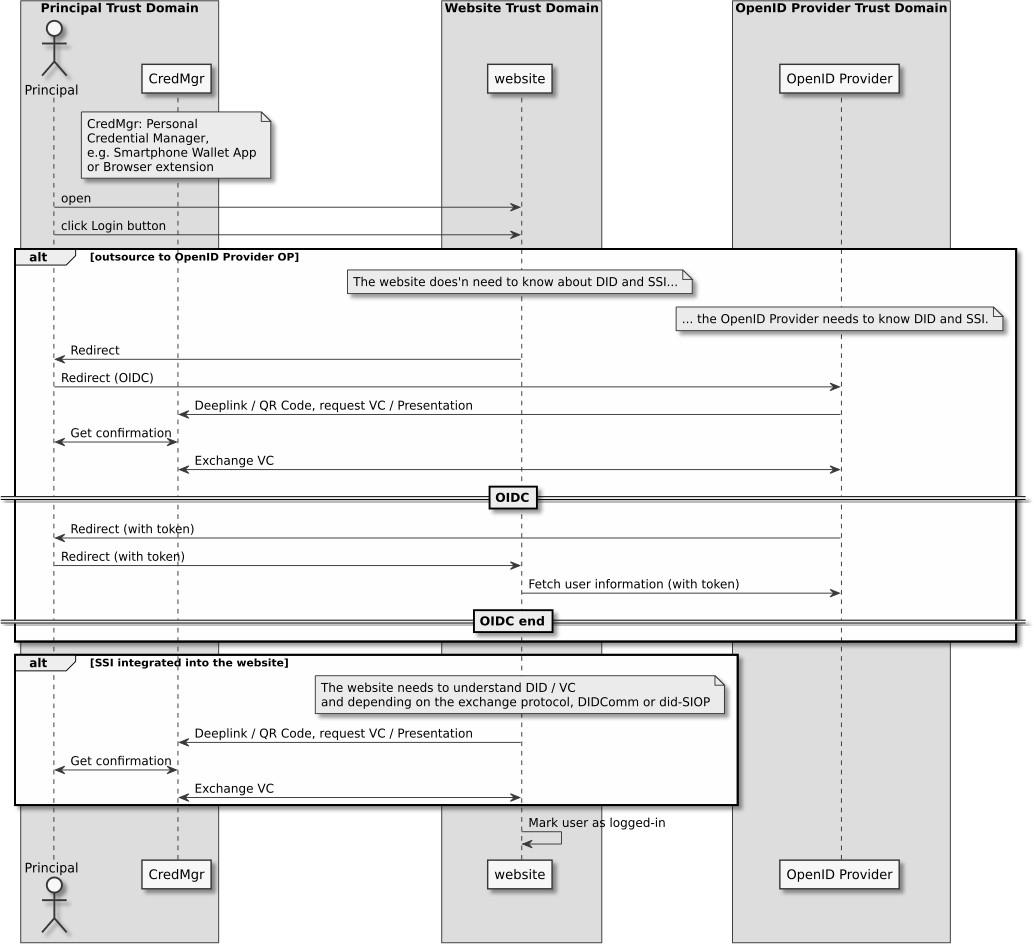 Principal Trust Domain
Website Trust Domain
OpenID Provider Trust Domain
Principal
CredMgr
website
OpenID Provider
CredMgr: Personal
Credential Manager,
e.g. Smartphone Wallet App
or Browser extension
open
click Login button
alt
[outsource to OpenID Provider OP]
The website does'n need to know about DID and SSI...
... the OpenID Provider needs to know DID and SSI.
Redirect
Redirect (OIDC)
Deeplink / QR Code, request VC / Presentation
Get confirmation
Exchange VC
OIDC
Redirect (with token)
Redirect (with token)
Fetch user information (with token)
OIDC end
alt
[SSI integrated into the website]
The website needs to understand DID / VC
and depending on the exchange protocol, DIDComm or did-SIOP
Deeplink / QR Code, request VC / Presentation
Get confirmation
Exchange VC
Mark user as logged-in
Principal
CredMgr
website
OpenID Provider